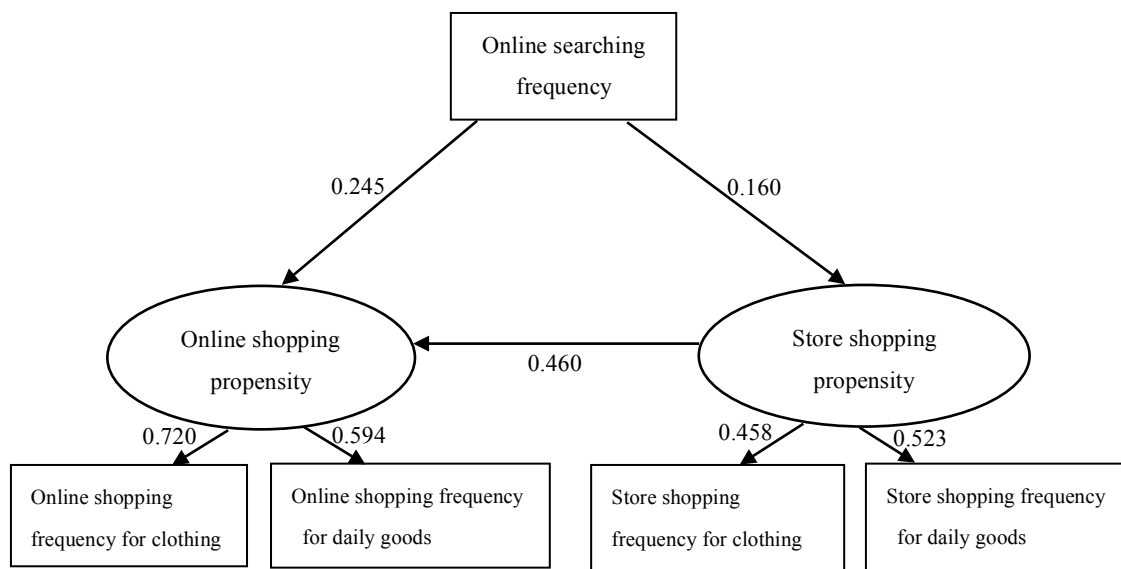 Online searching
frequency
0.245
0.160
Online shopping
propensity
0.460
Store shopping
propensity
0.720
0.594
0.458
0.523
Online shopping
frequency for clothing
Online shopping frequency
for daily goods
Store shopping
frequency for clothing
Store shopping frequency
for daily goods